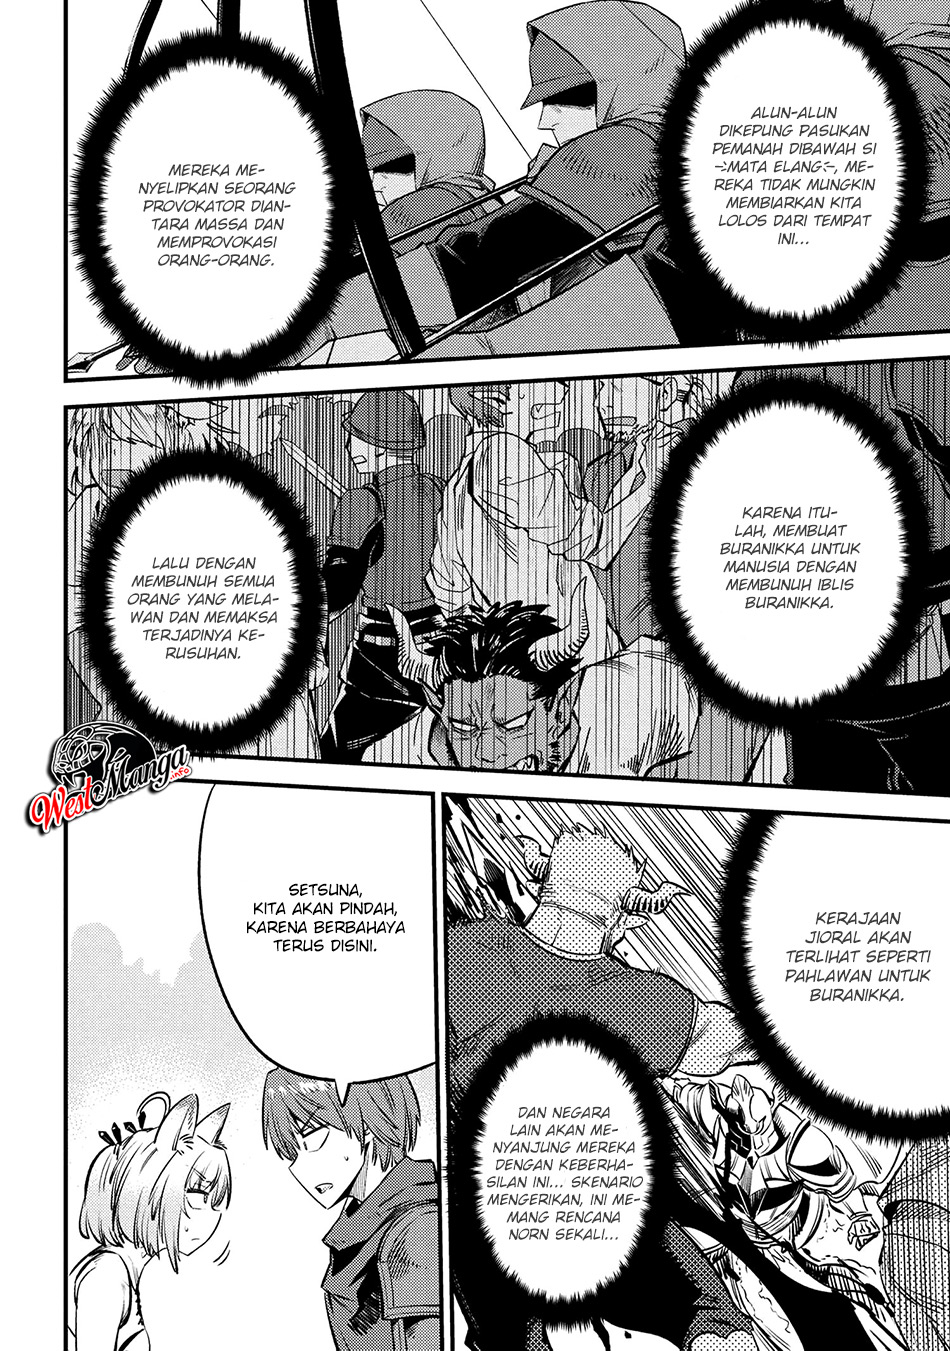 ALUN-ALUN
DIKEPUNG PASUKAN
PEMANAH DIBAWAH SI
÷MATA ELANG÷, ME-
REKA TIDAK MUNGKIN
MEMBIARKAN KITA
LOLOS DARI TEMPAT
INI...
MEREKA ME-
NYELIPKAN SEORANG
PROVOKATOR DIAN-
TARA MASSA DAN
MEMPROVOKASI
ORANG-ORANG.
KARENA ITU-
LAH, MEMBUAT
BURANIKKA UNTUK
MANUSIA DENGAN
MEMBUNUH IBLIS
BURANIKKA.
LALU DENGAN
MEMBUNUH SEMUA
ORANG YANG MELA-
WAN DAN MEMAKSA
TERJADINYA KE-
RUSUHAN.
KERAJAAN
JIORAL AKAN
TERLIHAT SEPERTI
PAHLAWAN UNTUK
BURANIKKA.
DAN NEGARA
LAIN AKAN ME-
NYANJUNG MEREKA
DENGAN KEBERHA-
SILAN INI... SKENARIO
MENGERIKAN, INI ME-
MANG RENCANA
NORN SEKALI...
SETSUNA,
KITA AKAN PINDAH,
KARENA BERBAHAYA
TERUS DISINI.
WestManga
.info